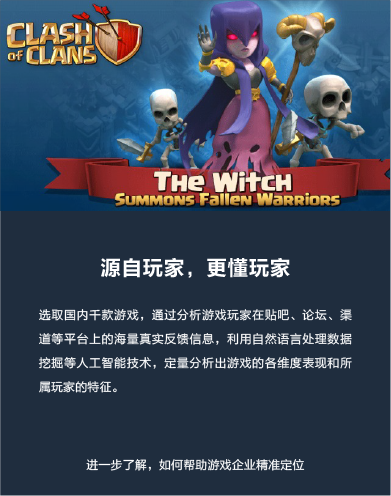 CLASH
OF CLANS
THE WITCH
SUMMONS FALLEN WARRIORS
源自玩家，更懂玩家
选取国内千款游戏，通过分析游戏玩家在贴吧、论坛、渠
道等平台上的海量真实反馈信息，利用自然语言处理数据
挖掘等人工智能技术，定量分析出游戏的各维度表现和所
属玩家的特征。
进一步了解，如何帮助游戏企业精准定位